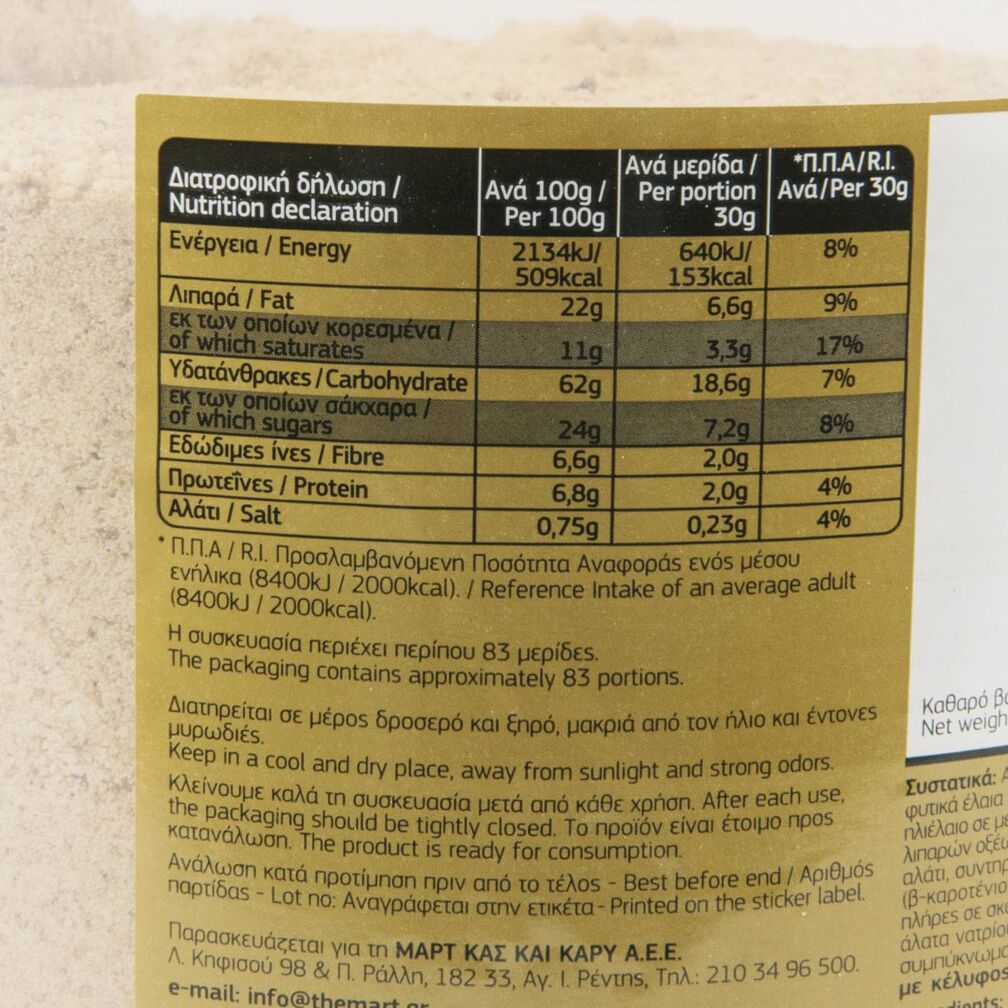 Διατροφική δήλωση / Nutrition declaration
Ανά 100g / Per 100g
Ανά μερίδα / Per portion 30g
*Π.Π.Α/R.I. Ανά/Per 30g
Ενέργεια / Energy 2134kJ/ 509kcal 640kJ/ 153kcal 8%
Λιπαρά / Fat 22g 6,6g 9%
εκ των οποίων κορεσμένα / of which saturates 11g 3,3g 17%
Υδατάνθρακες/Carbohydrate 62g 18,6g 7%
εκ των οποίων σάκχαρα / of which sugars 24g 7,2g 8%
Εδώδιμες ίνες / Fibre 6,6g 2,0g
Πρωτεΐνες / Protein 6,8g 2,0g 4%
Αλάτι / Salt 0,75g 0,23g 4%
* Π.Π.Α / R.I. Προσλαμβανόμενη Ποσότητα Αναφοράς ενός μέσου
ενήλικα (8400kJ / 2000kcal). / Reference Intake of an average adult
(8400kJ / 2000kcal).
Η συσκευασία περιέχει περίπου 83 μερίδες.
The packaging contains approximately 83 portions.
Διατηρείται σε μέρος δροσερό και ξηρό, μακριά από τον ήλιο και έντονες
μυρωδιές.
Keep in a cool and dry place, away from sunlight and strong odors.
Κλείνουμε καλά τη συσκευασία μετά από κάθε χρήση. After each use,
the packaging should be tightly closed. Το προϊόν είναι έτοιμο προς
κατανάλωση. The product is ready for consumption.
Ανάλωση κατά προτίμηση πριν από το τέλος - Best before end / Αριθμός
παρτίδας - Lot no: Αναγράφεται στην ετικέτα - Printed on the sticker label.
Παρασκευάζεται για τη ΜΑΡΤ ΚΑΣ ΚΑΙ ΚΑΡΥ Α.Ε.Ε.
Λ. Κηφισού 98 & Π. Ράλλη, 182 33, Αγ. Ι. Ρέντης, Τηλ.: 210 34 96 500.
e-mail: info@themart.gr
Καθαρό
Net
Συστατικά:
φυτικά έλαια
ηλιέλαιο σε
λιπαρών
αλάτι,
πλήρες σε
άλατα
με κέλυφος